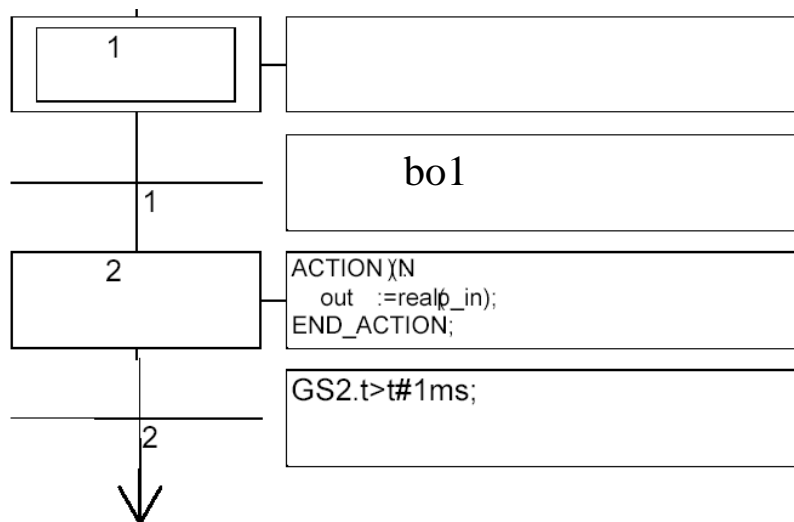 1
bo1
1
2
ACTION (N):
out :=real(p_in);
END_ACTION;
GS2.t>t#1ms;
2